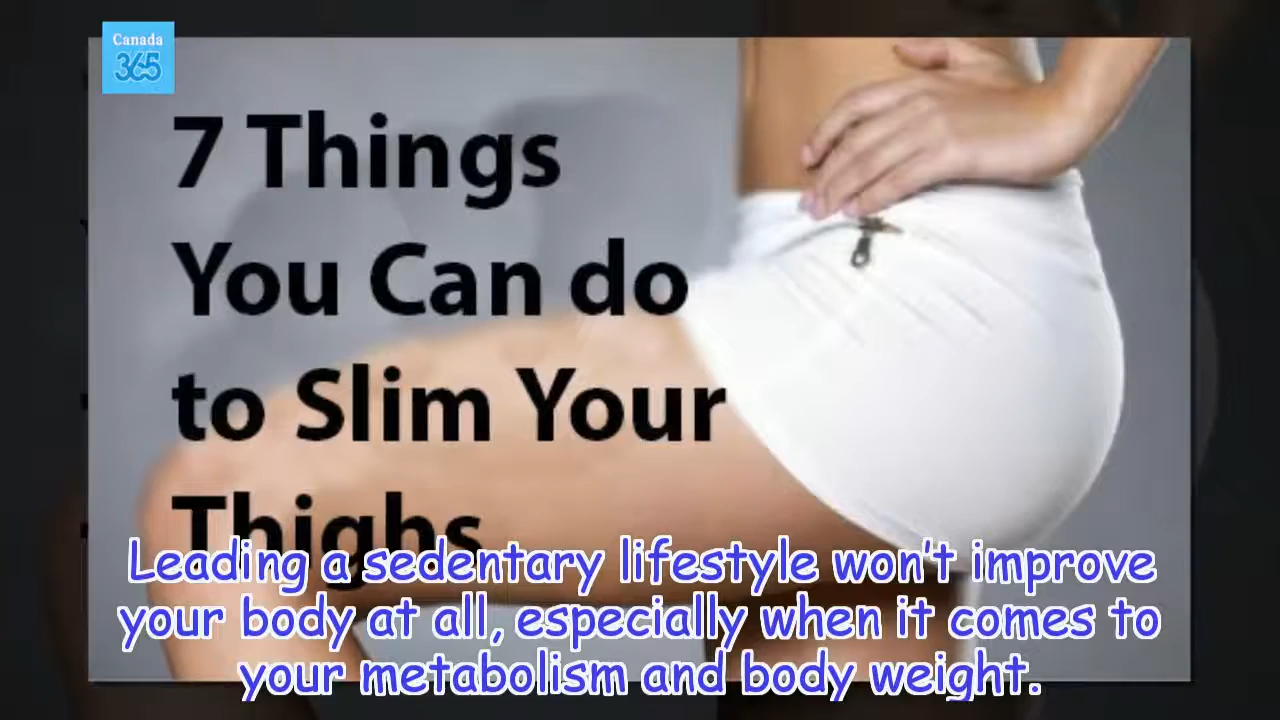 Canada
365
7 Things
You Can do
to Slim Your
Thighs
Leading a sedentary lifestyle won't improve
your body at all, especially when it comes to
your metabolism and body weight.